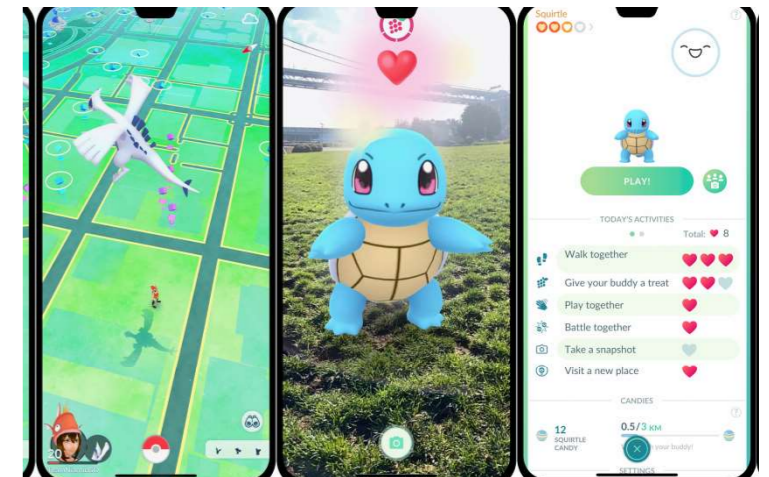 20
Squirtle
?
PLAY!
TODAY'S ACTIVITIES
Total: 8
Walk together
Give your buddy a treat
Play together
Battle together
Take a snapshot
Visit a new place
CANDIES
?
12
SQUIRTLE
CANDY
0.5/3 KM
your buddy!
SETTINGS